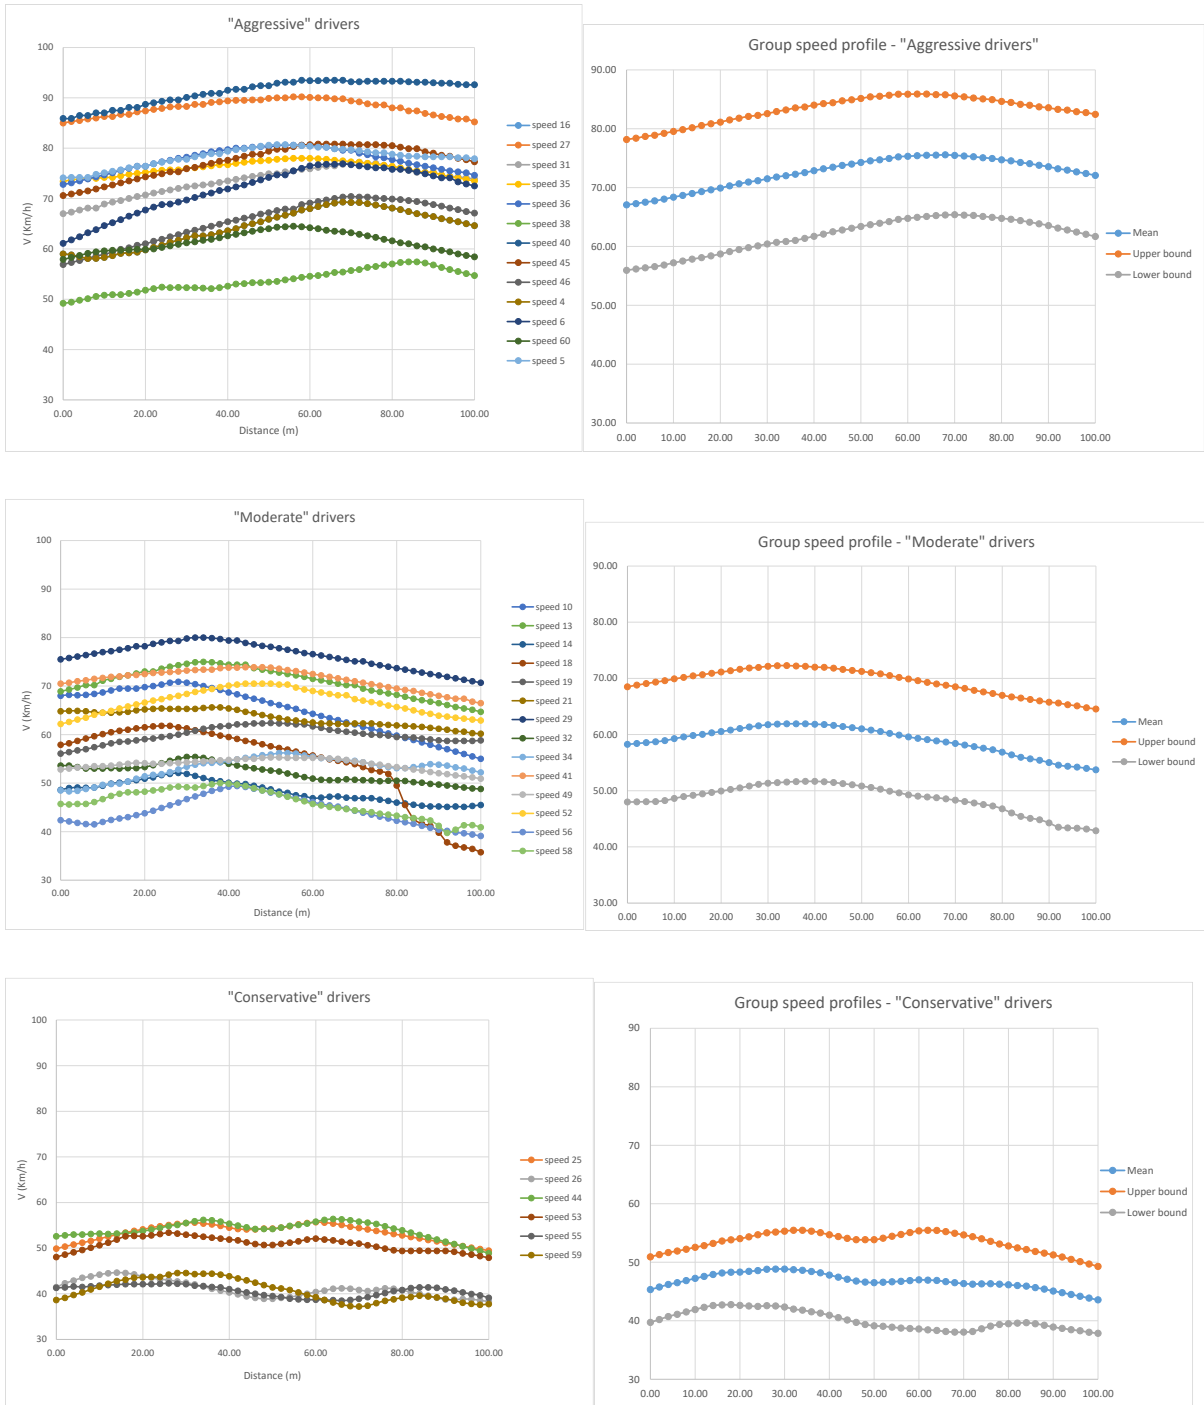 "Aggressive" drivers
100
90
80
70
60
50
40
30
V (Km/h)
0.00 20.00 40.00 60.00 80.00 100.00
Distance (m)
speed 16
speed 27
speed 31
speed 35
speed 36
speed 38
speed 40
speed 45
speed 46
speed 4
speed 6
speed 60
speed 5
Group speed profile - "Aggressive drivers"
90.00
80.00
70.00
60.00
50.00
40.00
30.00
0.00 10.00 20.00 30.00 40.00 50.00 60.00 70.00 80.00 90.00 100.00
Mean
Upper bound
Lower bound
"Moderate" drivers
100
90
80
70
60
50
40
30
V (Km/h)
0.00 20.00 40.00 60.00 80.00 100.00
Distance (m)
speed 10
speed 13
speed 14
speed 18
speed 19
speed 21
speed 29
speed 32
speed 34
speed 41
speed 49
speed 52
speed 56
speed 58
Group speed profile - "Moderate" drivers
90.00
80.00
70.00
60.00
50.00
40.00
30.00
0.00 10.00 20.00 30.00 40.00 50.00 60.00 70.00 80.00 90.00 100.00
Mean
Upper bound
Lower bound
"Conservative" drivers
100
90
80
70
60
50
40
30
V (Km/h)
0.00 20.00 40.00 60.00 80.00 100.00
Distance (m)
speed 25
speed 26
speed 44
speed 53
speed 55
speed 59
Group speed profiles - "Conservative" drivers
90
80
70
60
50
40
30
0.00 10.00 20.00 30.00 40.00 50.00 60.00 70.00 80.00 90.00 100.00
Mean
Upper bound
Lower bound